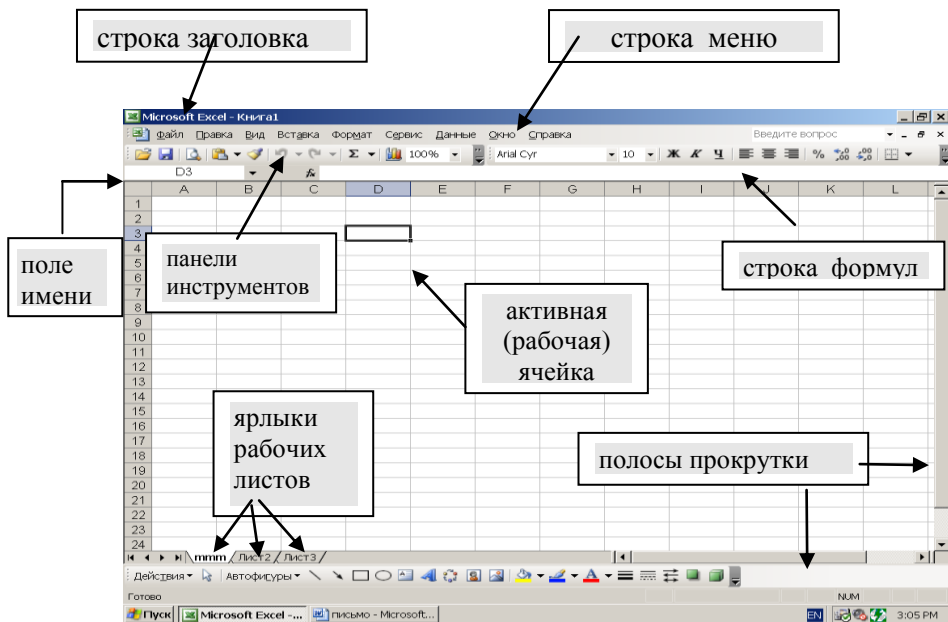 строка заголовка
строка меню
Microsoft Excel - Книга1
Файл Правка Вид Вставка Формат Сервис Данные Окно Справка Введите вопрос
Σ 100% Arial Cyr 10 Ж К Ч %
D3 fx
A B C D E F G H I J K L
1
2
3
4
5
6
7
8
9
10
11
12
13
14
15
16
17
18
19
20
21
22
23
24
поле
имени
панели
инструментов
строка формул
активная
(рабочая)
ячейка
ярлыки
рабочих
листов
полосы прокрутки
mmm Лист2 Лист3
Действия Автофигуры A
Готово NUM
Пуск Microsoft Excel -... письмо - Microsoft... EN 3:05 PM